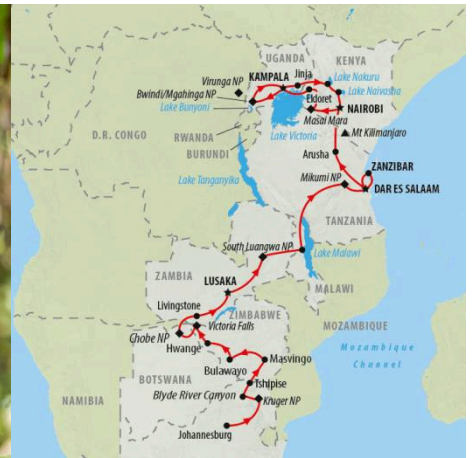 UGANDA
KENYA
Virunga NP
KAMPALA
Jinja
Lake Nakuru
Bwindi/Mgahinga NP
Eldoret
Lake Naivasha
Lake Bunyoni
NAIROBI
Masai Mara
D.R. CONGO
RWANDA
Lake Victoria
Mt Kilimanjaro
BURUNDI
Arusha
ZANZIBAR
Lake Tanganyika
Mikumi NP
DAR ES SALAAM
TANZANIA
South Luangwa NP
Lake Malawi
ZAMBIA
LUSAKA
MALAWI
Livingstone
ZIMBABWE
Victoria Falls
MOZAMBIQUE
Chobe NP
Hwange
Mozambique
Channel
Masvingo
Bulawayo
BOTSWANA
Tshipise
NAMIBIA
Blyde River Canyon
Kruger NP
Johannesburg